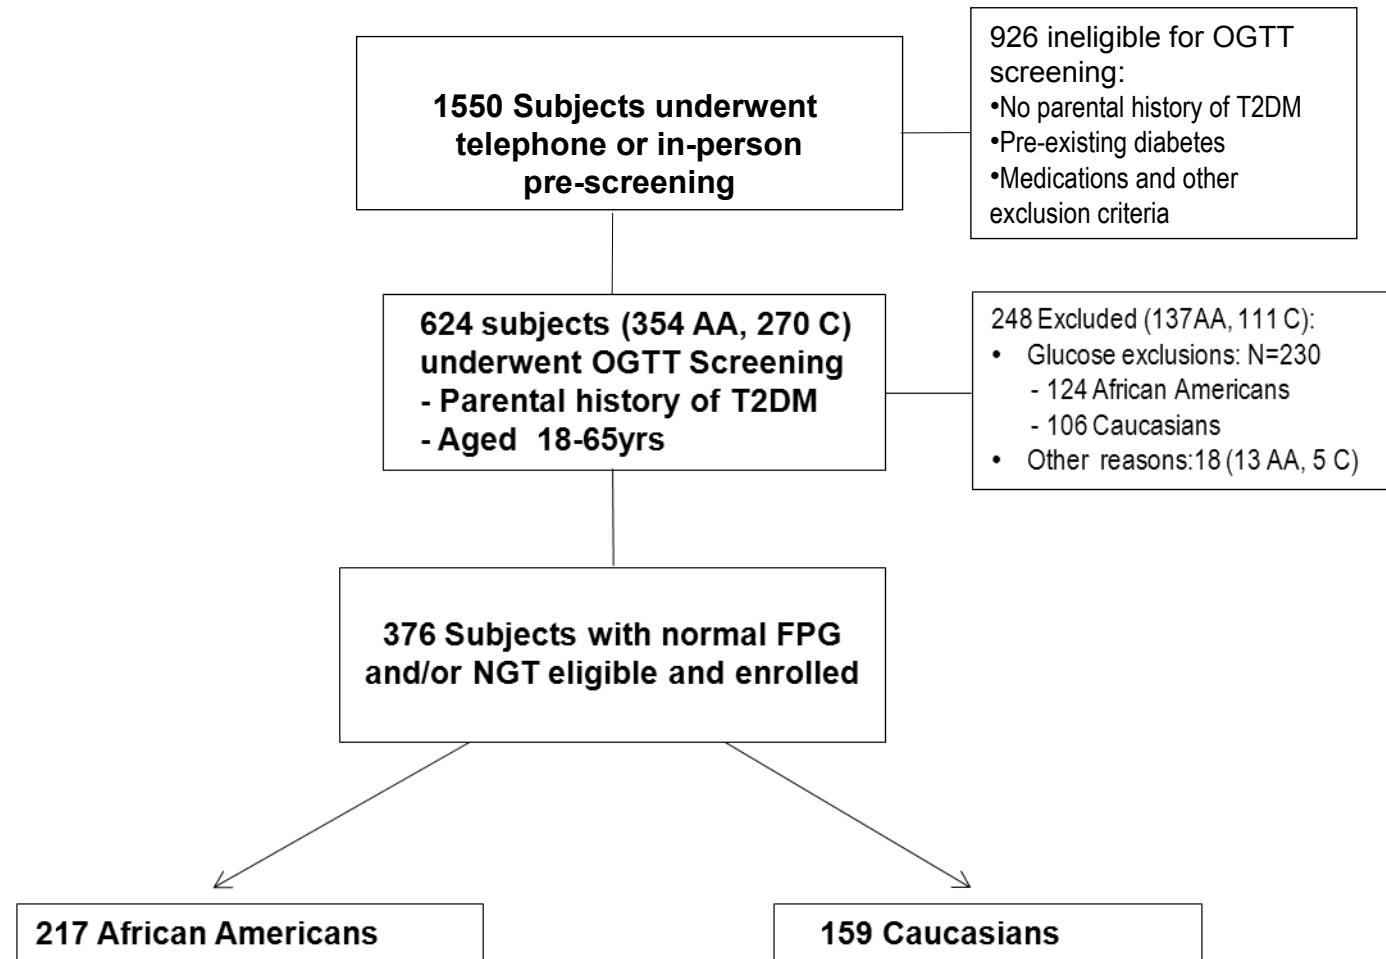 1550 Subjects underwent
telephone or in-person
pre-screening
926 ineligible for OGTT
screening:
•No parental history of T2DM
•Pre-existing diabetes
•Medications and other
exclusion criteria
624 subjects (354 AA, 270 C)
underwent OGTT Screening
- Parental history of T2DM
- Aged 18-65yrs
248 Excluded (137AA, 111 C):
• Glucose exclusions: N=230
- 124 African Americans
- 106 Caucasians
• Other reasons:18 (13 AA, 5 C)
376 Subjects with normal FPG
and/or NGT eligible and enrolled
217 African Americans
159 Caucasians